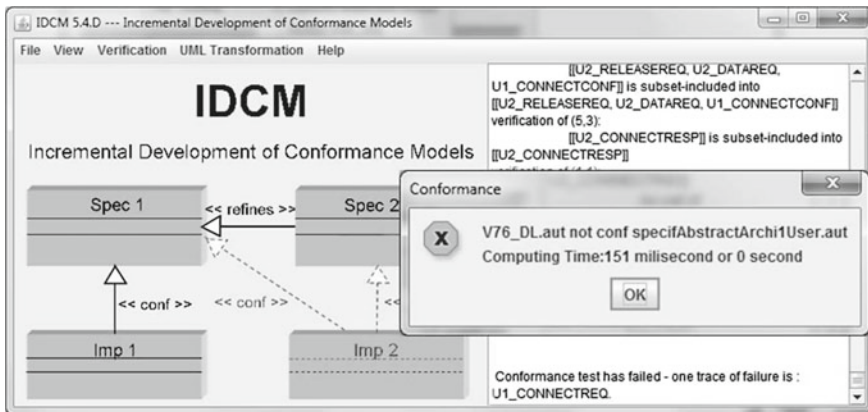 IDCM 5.4.D --- Incremental Development of Conformance Models
File View Verification UML Transformation Help
IDCM
Incremental Development of Conformance Models
Spec 1
<< refines >>
Spec 2
<< conf >>
<< conf >>
<<
Imp 1
Imp 2
[[U2_RELEASEREQ, U2_DATAREQ,
U1_CONNECTCONF]] is subset-included into
[[U2_RELEASEREQ, U2_DATAREQ, U1_CONNECTCONF]]
verification of (5,3):
[[U2_CONNECTRESP]] is subset-included into
[[U2_CONNECTRESP]]
Conformance
V76_DL.aut not conf specifAbstractArchi1User.aut
Computing Time:151 milisecond or 0 second
OK
Conformance test has failed - one trace of failure is :
U1_CONNECTREQ.